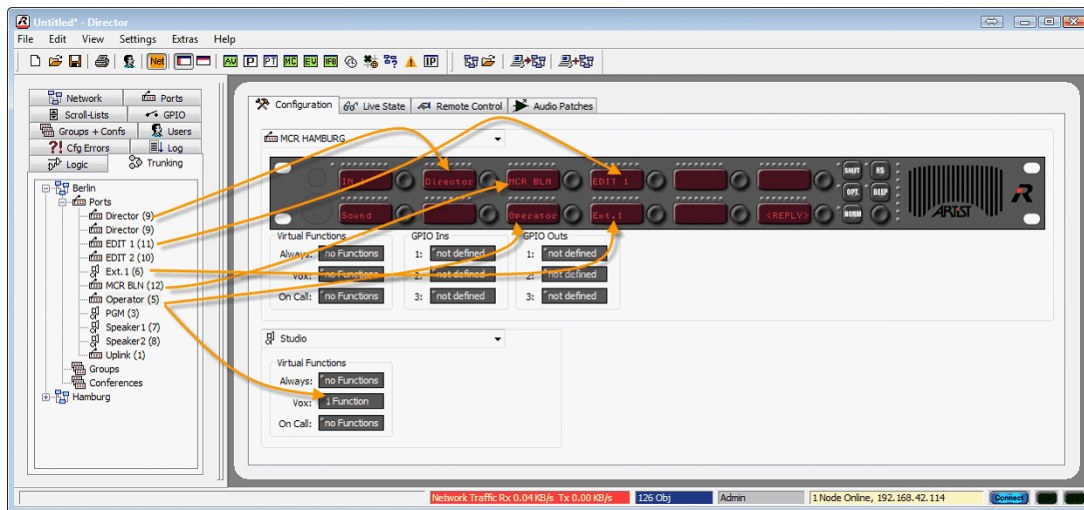 Untitled* - Director
File Edit View Settings Extras Help
Net AV P PT MC EV IFB IP
Network Ports
Scroll-Lists GPIO
Groups + Confs Users
?! Cfg Errors Log
Logic Trunking
Berlin
Ports
Director (9)
Director (9)
EDIT 1 (11)
EDIT 2 (10)
Ext.1 (6)
MCR BLN (12)
Operator (5)
PGM (3)
Speaker1 (7)
Speaker2 (8)
Uplink (1)
Groups
Conferences
Hamburg
Configuration Live State Remote Control Audio Patches
MCR HAMBURG
Director MCR BLN EDIT 1 SHIFT RS
OPT. BEEP
Sound Operator Ext.1 <REPLY> NORM ARTIST
Virtual Functions GPIO Ins GPIO Outs
Always: no Functions 1: not defined 1: not defined
Vox: no Functions 2: not defined 2: not defined
On Call: no Functions 3: not defined 3: not defined
Studio
Virtual Functions
Always: no Functions
Vox: 1 Function
On Call: no Functions
Network Traffic Rx 0.04 KB/s Tx 0.00 KB/s 126 Obj Admin 1 Node Online, 192.168.42.114 Connect